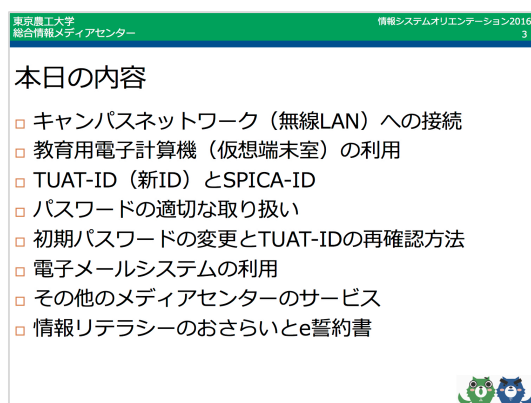 東京農工大学
総合情報メディアセンター
情報システムオリエンテーション2016
3
本日の内容
キャンパスネットワーク（無線LAN）への接続
教育用電子計算機（仮想端末室）の利用
TUAT-ID（新ID）とSPICA-ID
パスワードの適切な取り扱い
初期パスワードの変更とTUAT-IDの再確認方法
電子メールシステムの利用
その他のメディアセンターのサービス
情報リテラシーのおさらいとe誓約書